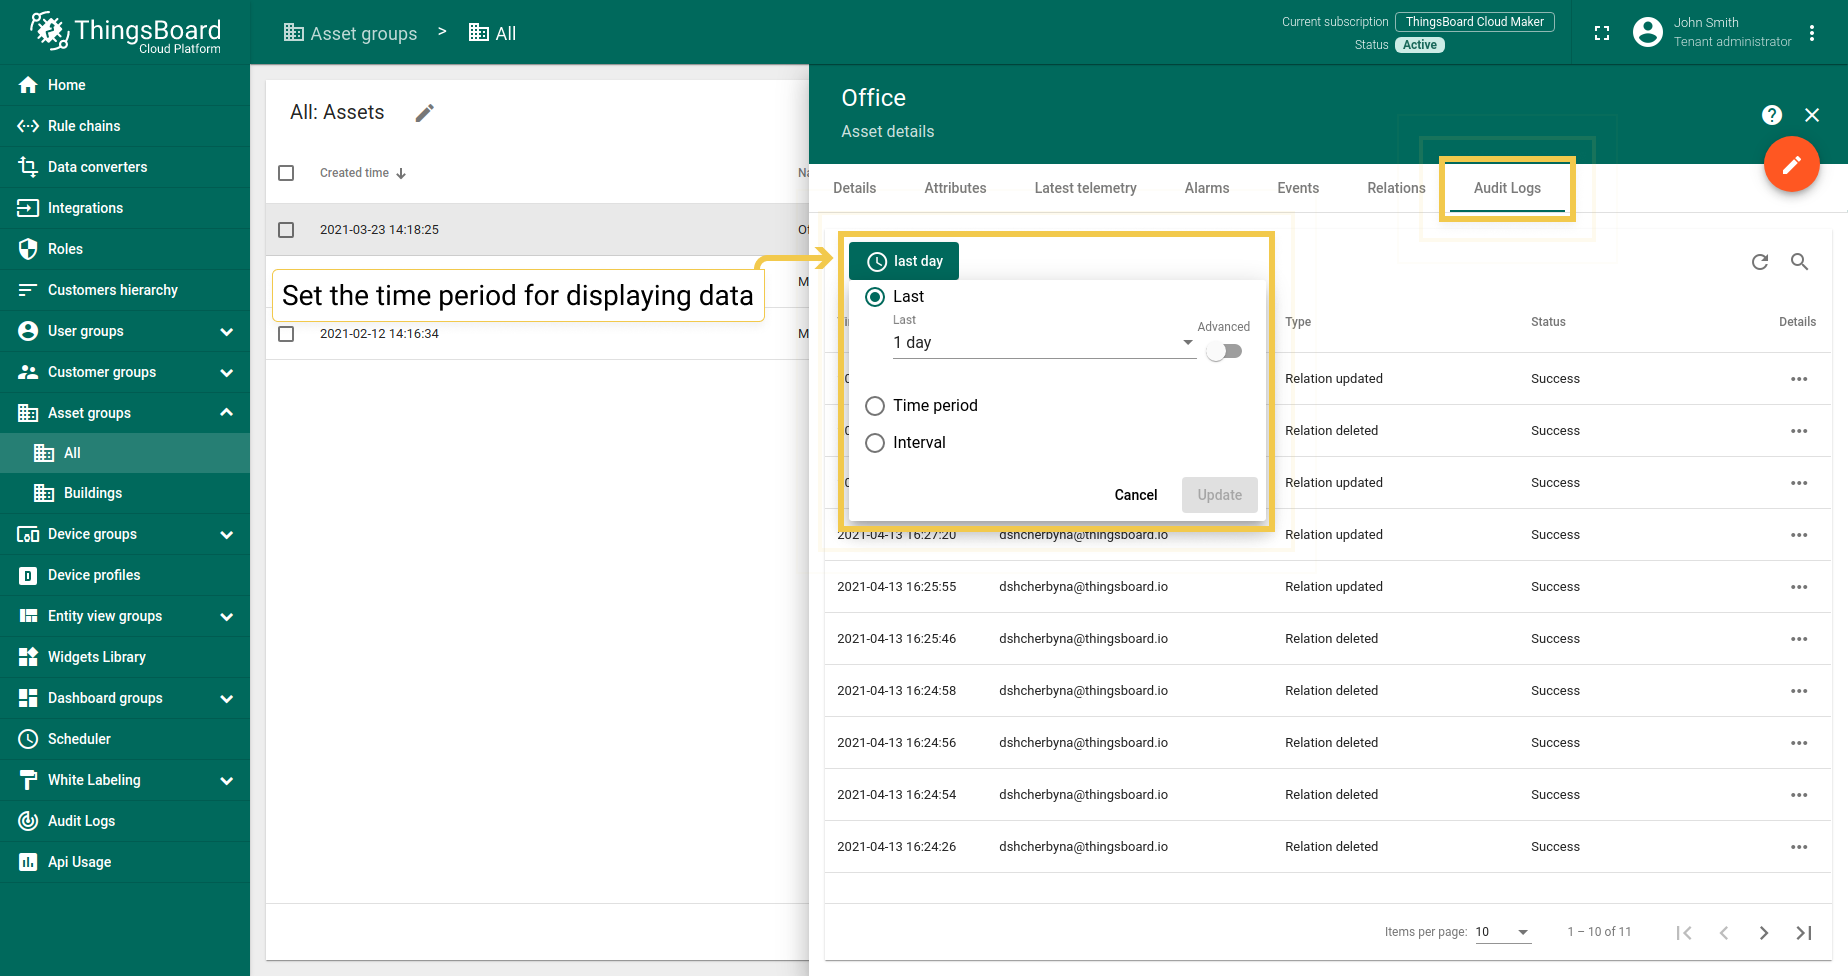 ThingsBoard
Cloud Platform
Asset groups > All
Current subscription ThingsBoard Cloud Maker
Status Active
John Smith
Tenant administrator
Home
Rule chains
Data converters
Integrations
Roles
Customers hierarchy
User groups
Customer groups
Asset groups
All
Buildings
Device groups
Device profiles
Entity view groups
Widgets Library
Dashboard groups
Scheduler
White Labeling
Audit Logs
Api Usage
All: Assets
Created time
2021-03-23 14:18:25
Set the time period for displaying data
2021-02-12 14:16:34
Office
Asset details
Details Attributes Latest telemetry Alarms Events Relations Audit Logs
last day
Last
Last
1 day
Advanced
Time period
Interval
Cancel Update
Type Status Details
Relation updated Success
Relation deleted Success
Relation updated Success
2021-04-13 16:27:20 dshcherbyna@thingsboard.io Relation updated Success
2021-04-13 16:25:55 dshcherbyna@thingsboard.io Relation updated Success
2021-04-13 16:25:46 dshcherbyna@thingsboard.io Relation deleted Success
2021-04-13 16:24:58 dshcherbyna@thingsboard.io Relation deleted Success
2021-04-13 16:24:56 dshcherbyna@thingsboard.io Relation deleted Success
2021-04-13 16:24:54 dshcherbyna@thingsboard.io Relation deleted Success
2021-04-13 16:24:26 dshcherbyna@thingsboard.io Relation deleted Success
Items per page: 10 1 – 10 of 11